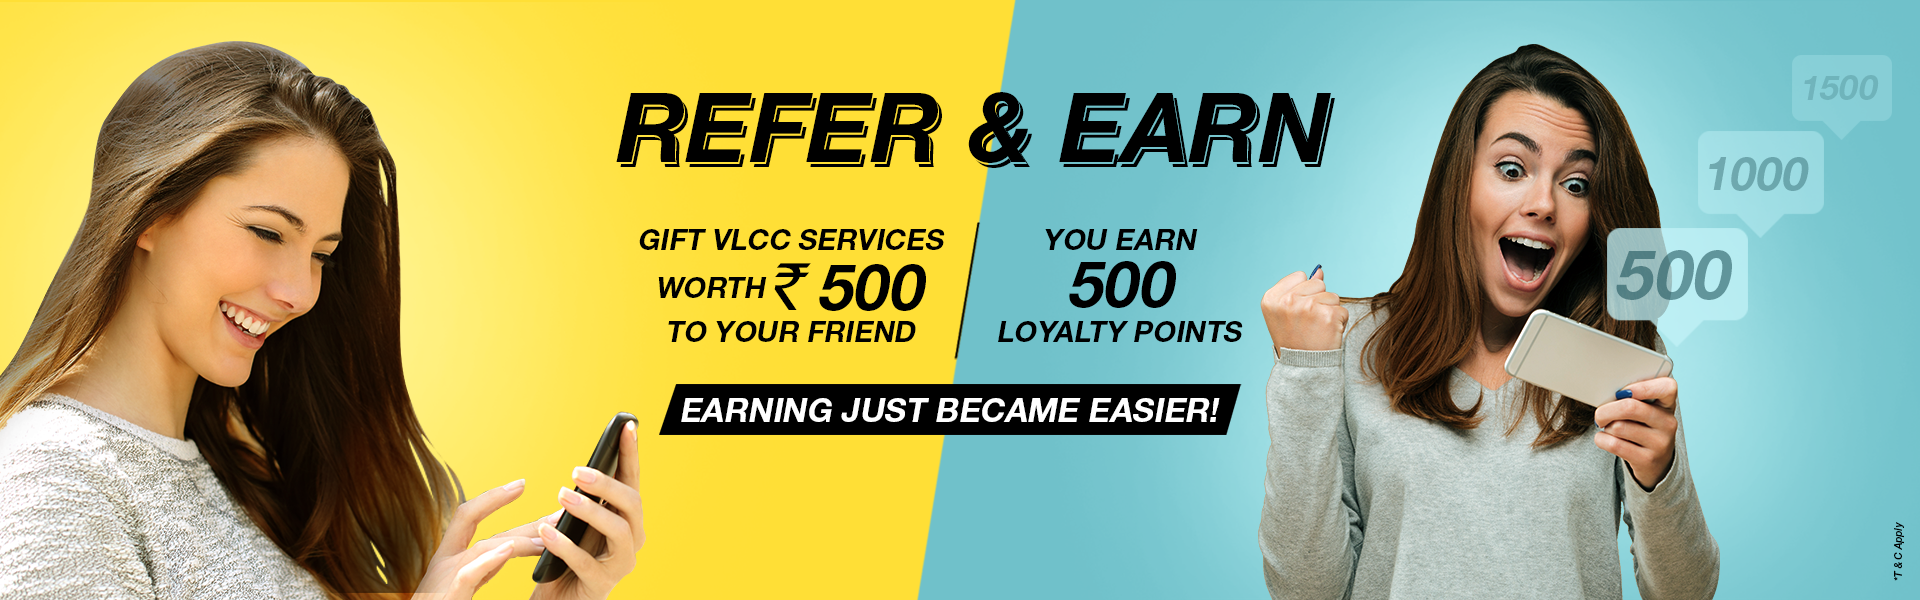 REFER & EARN
GIFT VLCC SERVICES
WORTH ₹ 500
TO YOUR FRIEND
YOU EARN
500
LOYALTY POINTS
EARNING JUST BECAME EASIER!
1500
1000
500
*T & C Apply